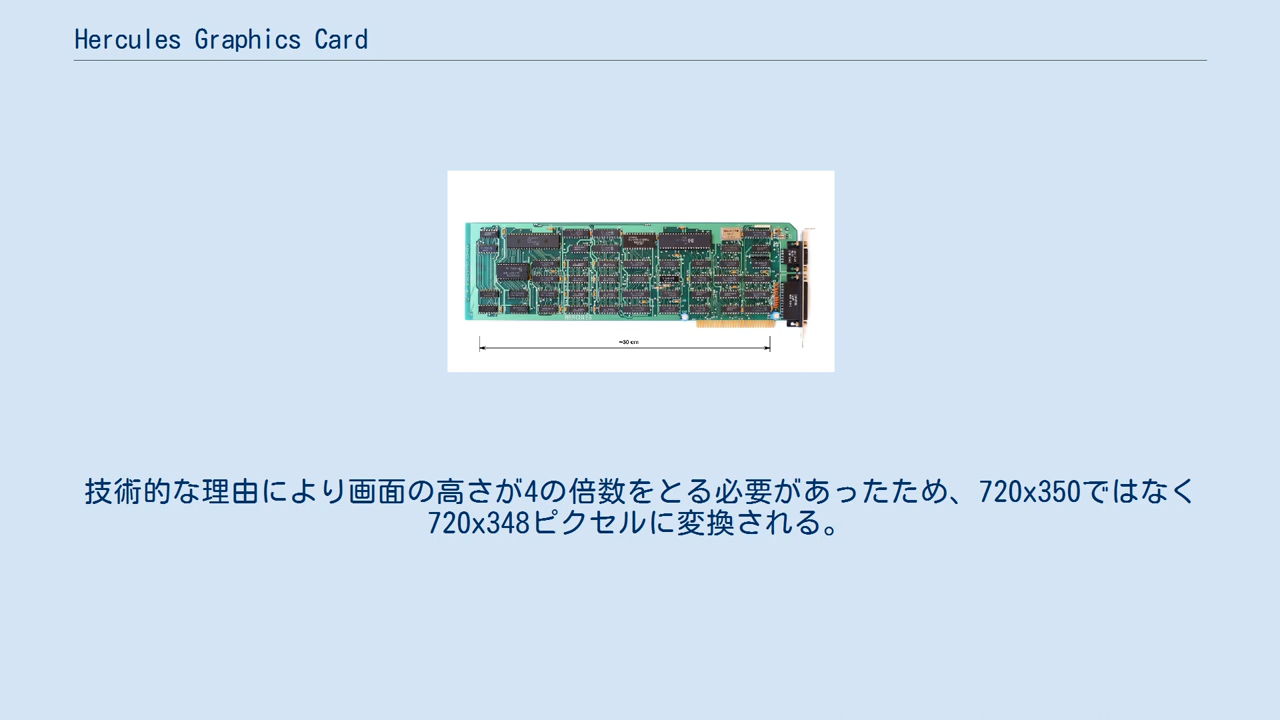 Hercules Graphics Card
≈30 cm
技術的な理由により画面の高さが4の倍数をとる必要があったため、720x350ではなく
720x348ピクセルに変換される。